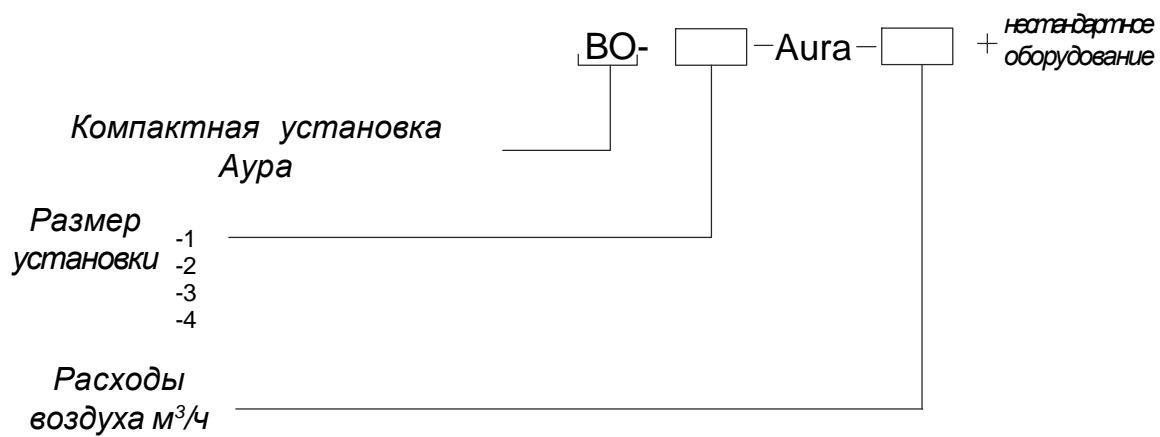 ВО- -Aura- + нестандартное
оборудование
Компактная установка
Аура
Размер
установки
-1
-2
-3
-4
Расходы
воздуха м³/ч